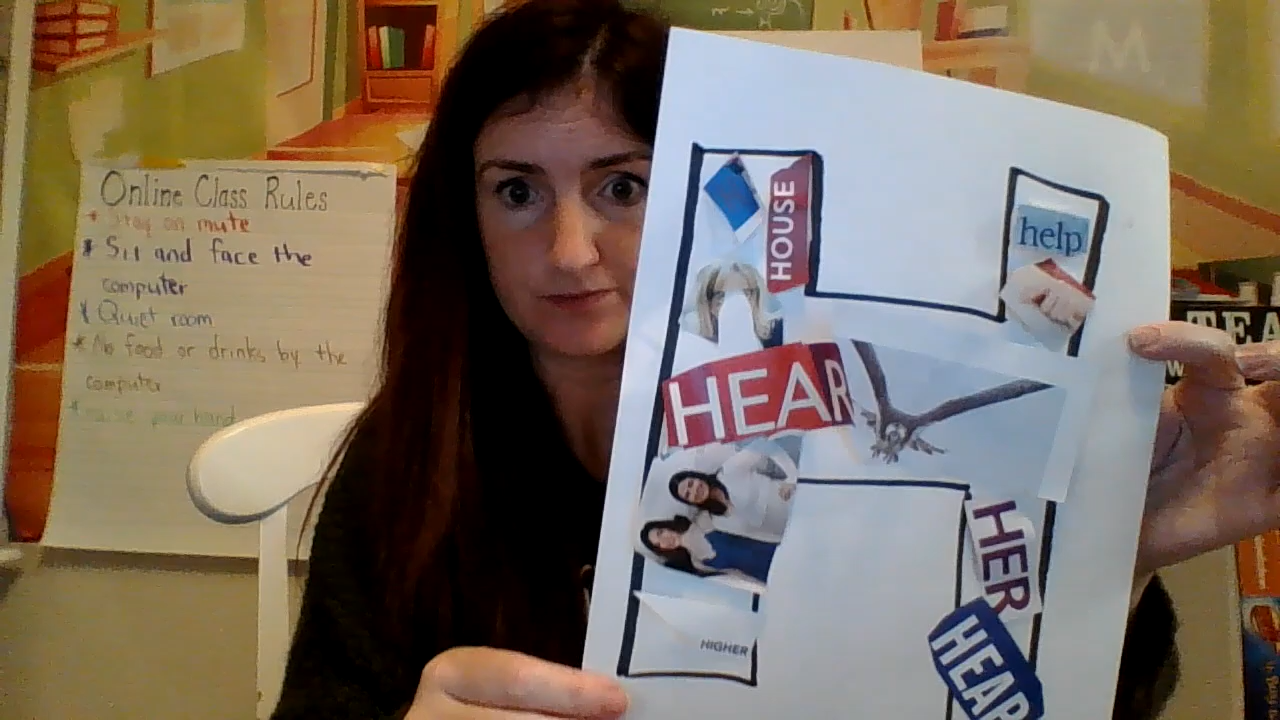 Online Class Rules
* Stay on mute
* Sit and face the
computer
* Quiet room
* No food or drinks by the
computer
* raise your hand
HOUSE
help
HEAR
HER
HEAR
HIGHER
TEA
M